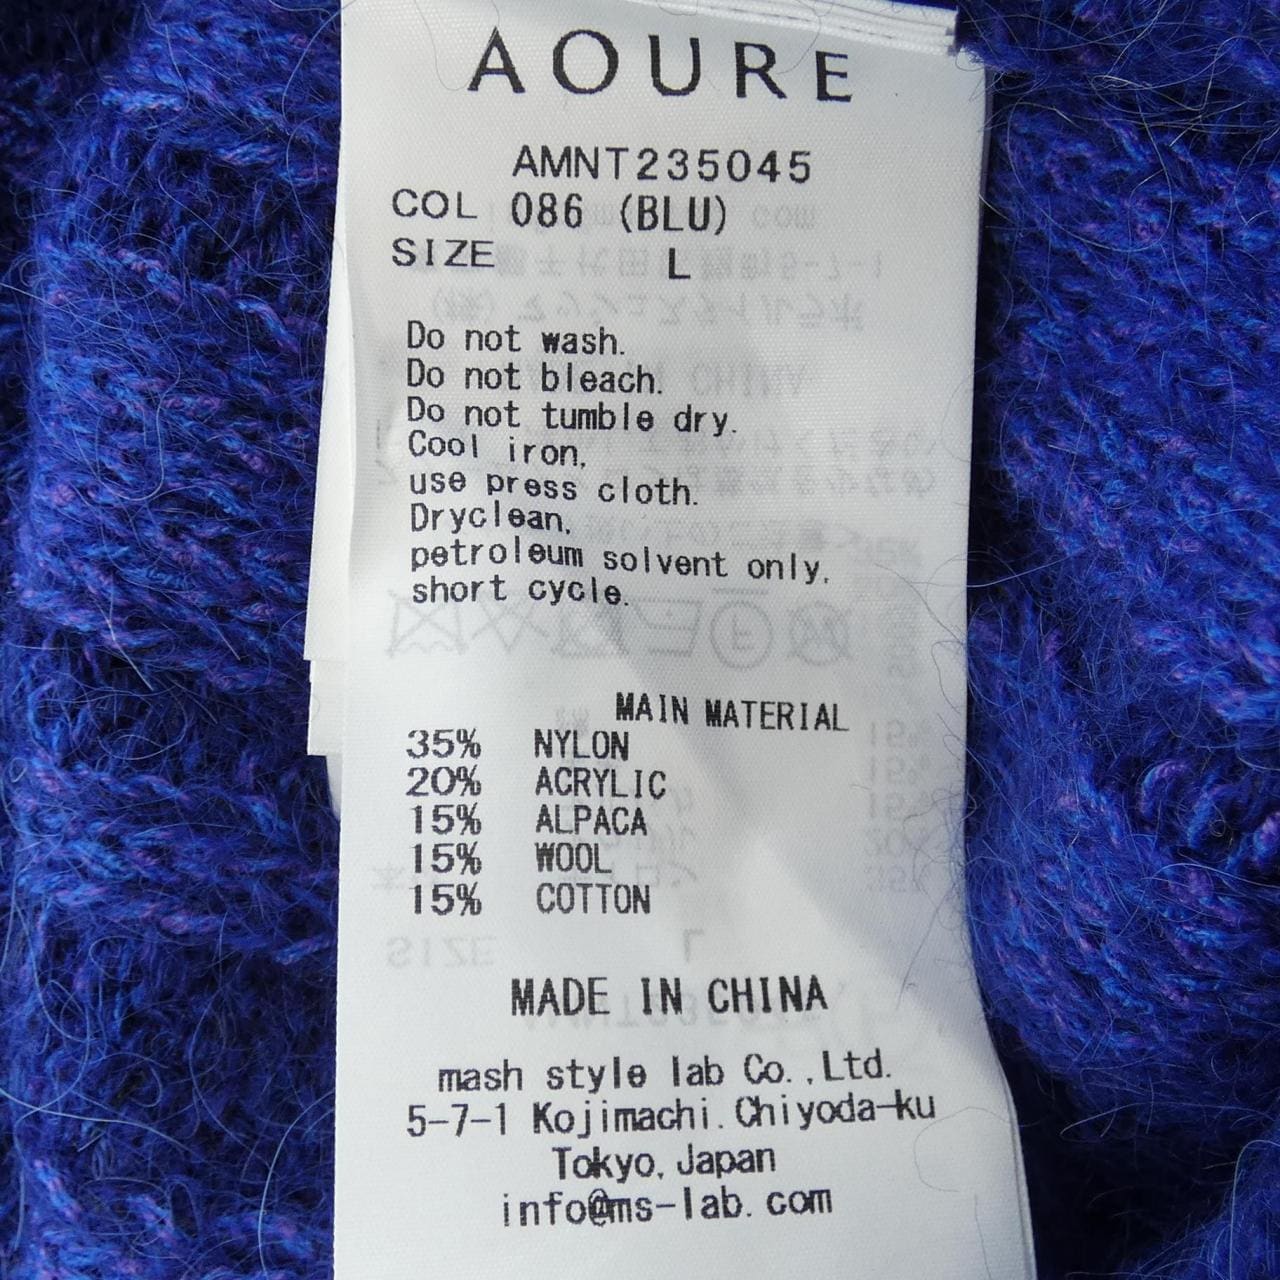 AOURE
AMNT235045
COL 086 (BLU)
SIZE L
Do not wash.
Do not bleach.
Do not tumble dry.
Cool iron,
use press cloth.
Dryclean,
petroleum solvent only,
short cycle.
MAIN MATERIAL
35% NYLON
20% ACRYLIC
15% ALPACA
15% WOOL
15% COTTON
MADE IN CHINA
mash style lab Co.,Ltd.
5-7-1 Kojimachi.Chiyoda-ku
Tokyo,Japan
info@ms-lab.com